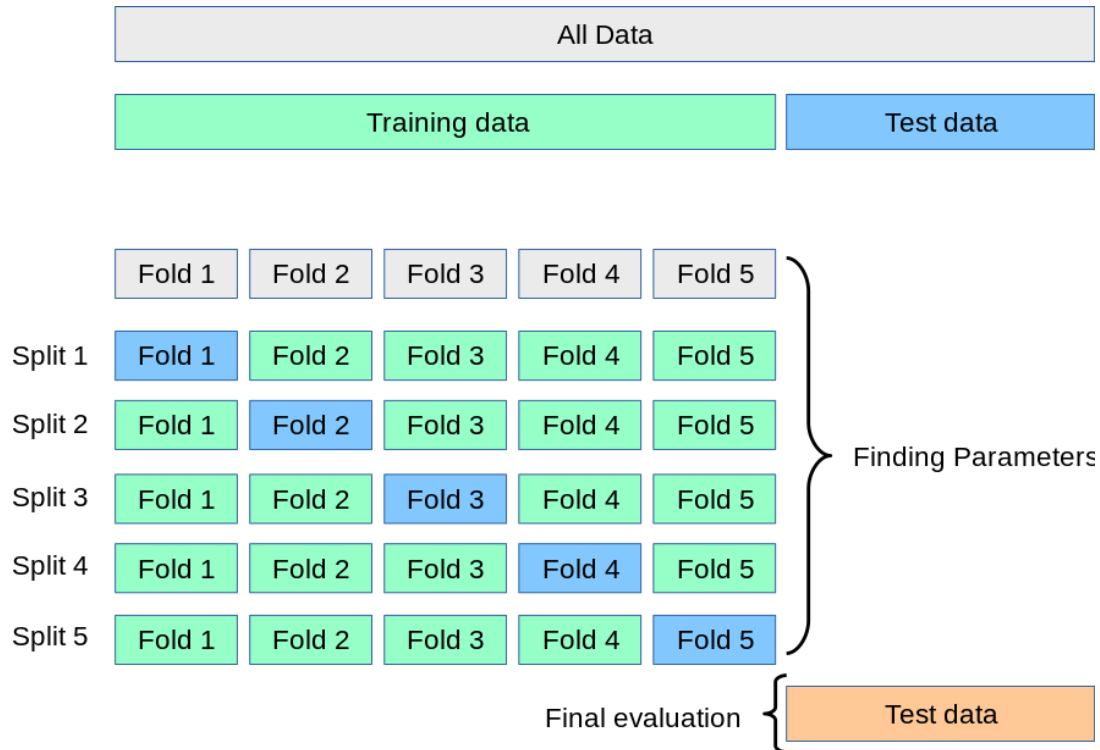 All Data
Training data Test data
Fold 1 Fold 2 Fold 3 Fold 4 Fold 5
Split 1 Fold 1 Fold 2 Fold 3 Fold 4 Fold 5
Split 2 Fold 1 Fold 2 Fold 3 Fold 4 Fold 5
Finding Parameters
Split 3 Fold 1 Fold 2 Fold 3 Fold 4 Fold 5
Split 4 Fold 1 Fold 2 Fold 3 Fold 4 Fold 5
Split 5 Fold 1 Fold 2 Fold 3 Fold 4 Fold 5
Final evaluation Test data